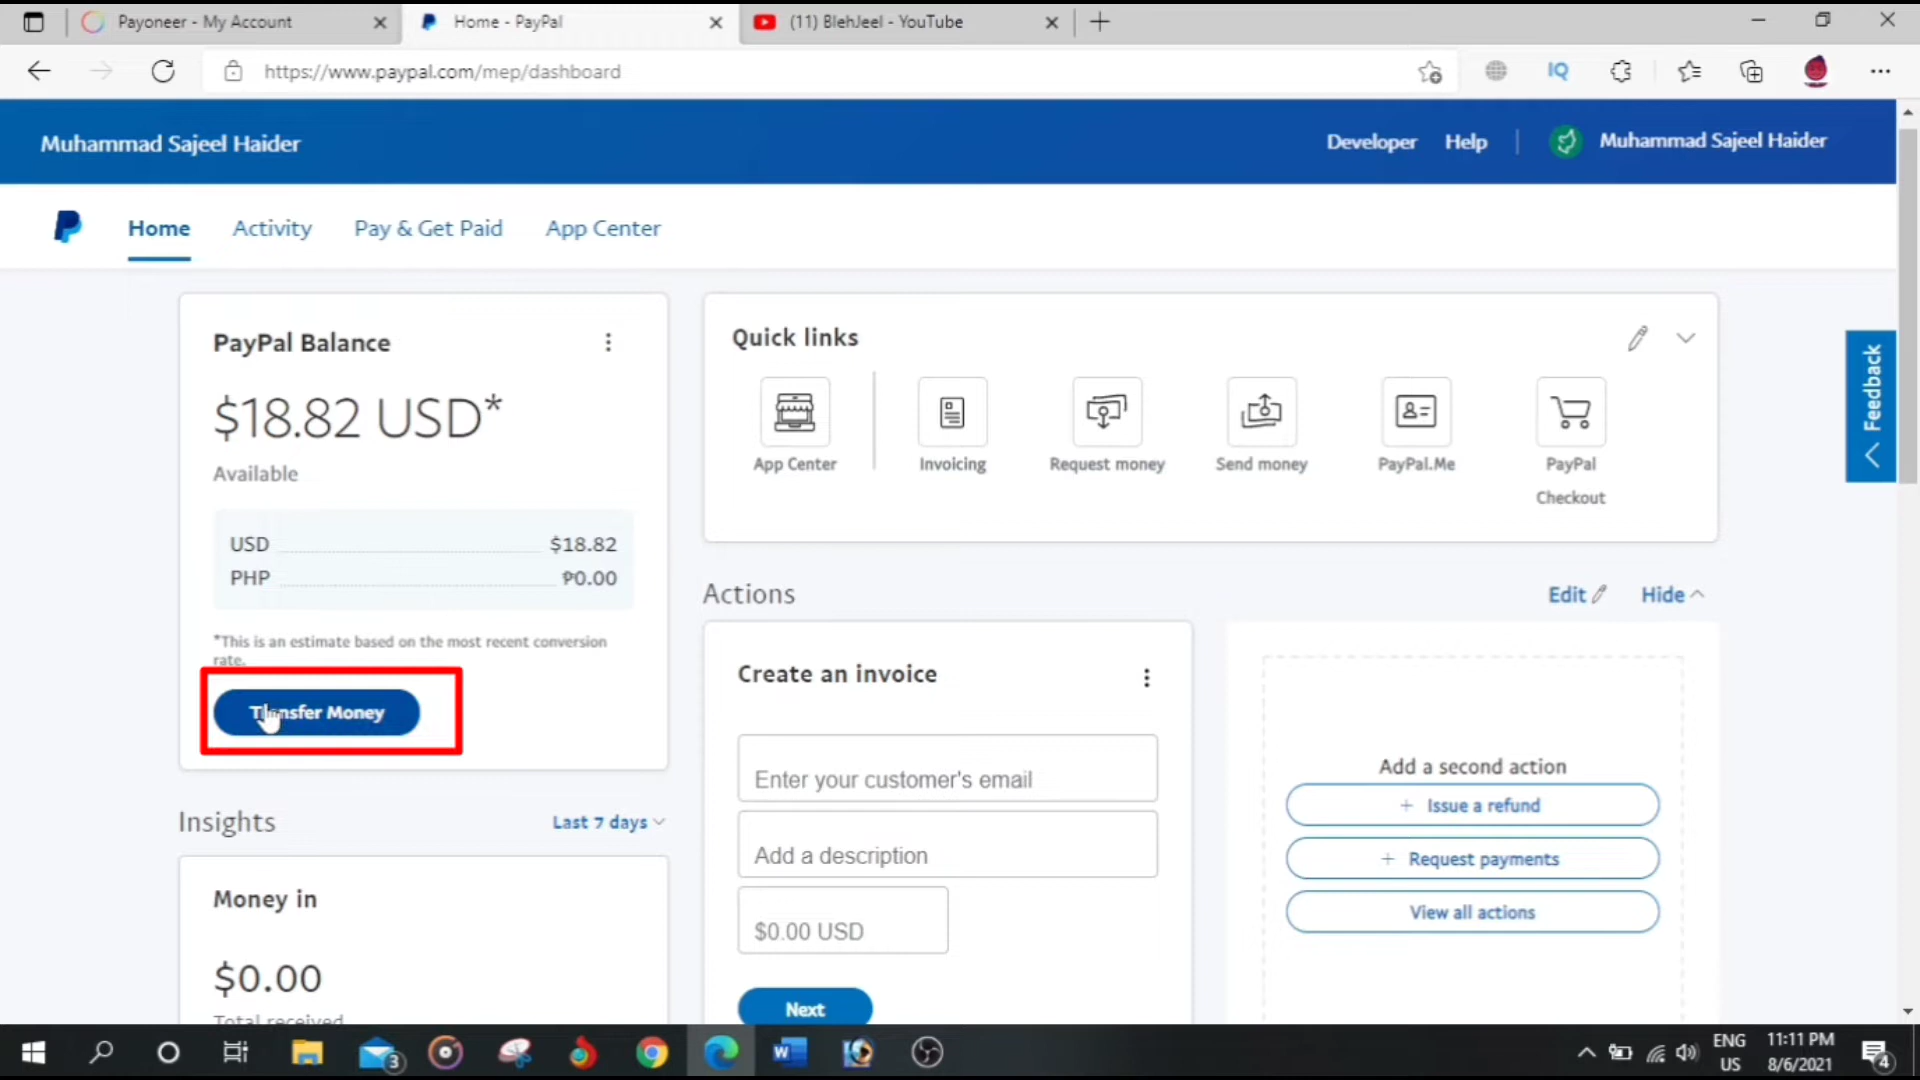 Payoneer - My Account
Home - PayPal
(11) BlehJeel - YouTube
https://www.paypal.com/mep/dashboard
IQ
Muhammad Sajeel Haider
Developer
Help
Muhammad Sajeel Haider
Home
Activity
Pay & Get Paid
App Center
PayPal Balance
$18.82 USD*
Available
USD $18.82
PHP ₱0.00
*This is an estimate based on the most recent conversion
rate.
Transfer Money
Insights
Last 7 days
Money in
$0.00
Total received
Quick links
App Center
Invoicing
Request money
Send money
PayPal.Me
PayPal
Checkout
Feedback
Actions
Edit
Hide
Create an invoice
Enter your customer's email
Add a description
$0.00 USD
Next
Add a second action
+ Issue a refund
+ Request payments
View all actions
3
ENG
US
11:11 PM
8/6/2021
4